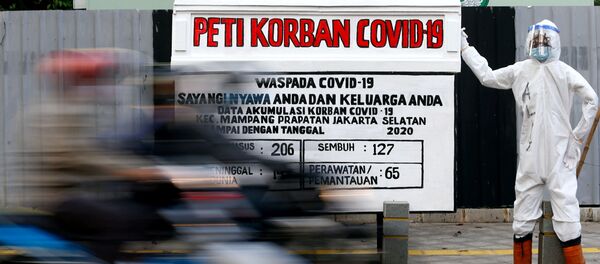 PETI KORBAN COVID-19
WASPADA COVID-19
SAYANGI NYAWA ANDA DAN KELUARGA ANDA
DATA AKUMULASI KORBAN COVID-19
KEC. MAMPANG PRAPATAN JAKARTA SELATAN
SAMPAI DENGAN TANGGAL 2020
206 SEMBUH = 127
PERAWATAN/ = 65
DUNIA PEMANTAUAN